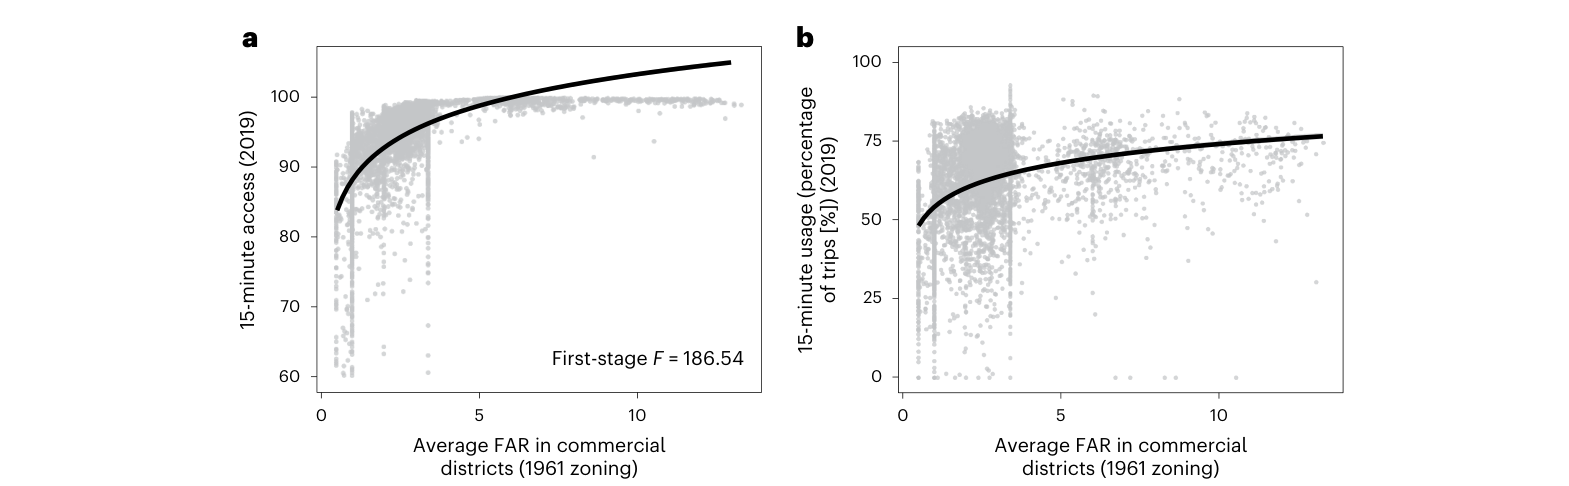 a
15-minute access (2019)
100
90
80
70
60
First-stage F = 186.54
0
5
10
Average FAR in commercial
districts (1961 zoning)
b
15-minute usage (percentage
of trips [%]) (2019)
100
75
50
25
0
0
5
10
Average FAR in commercial
districts (1961 zoning)